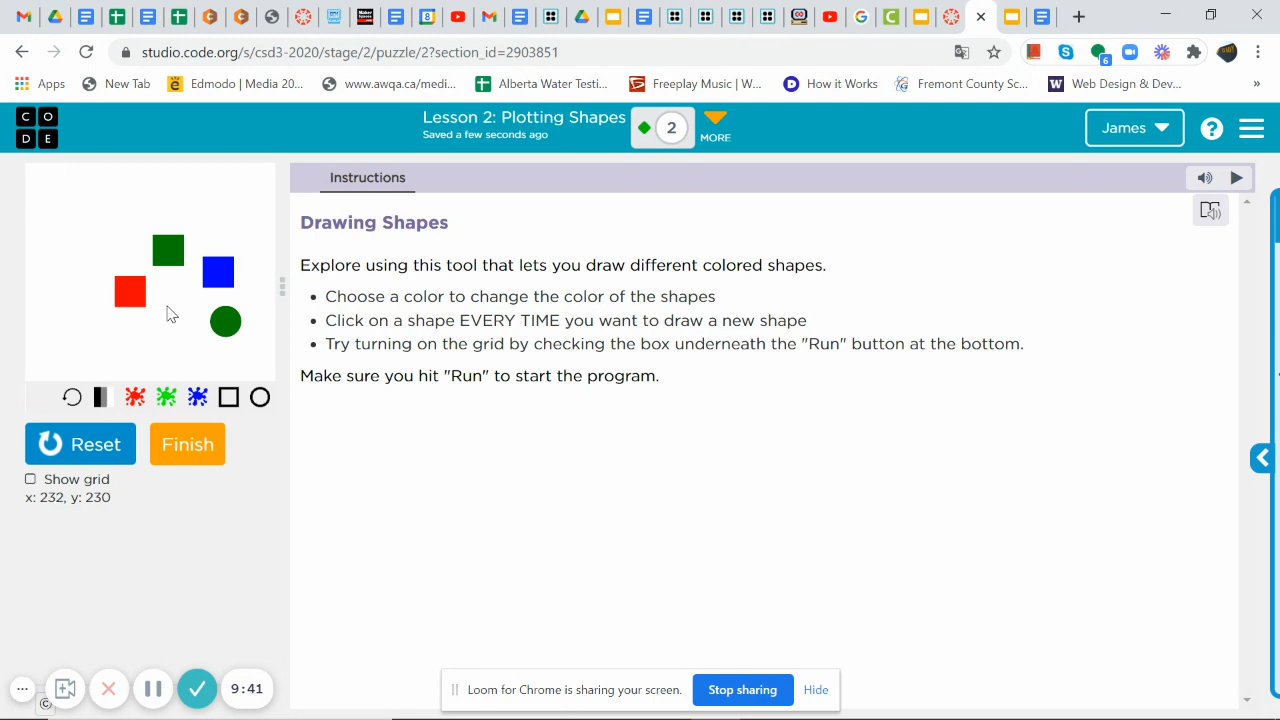 8
studio.code.org/s/csd3-2020/stage/2/puzzle/2?section_id=2903851
6
Apps
New Tab
Edmodo | Media 20...
www.awqa.ca/medi...
Alberta Water Testi...
Freeplay Music | W...
How it Works
Fremont County Sc...
Web Design & Dev...
»
C O
D E
Lesson 2: Plotting Shapes
Saved a few seconds ago
2
MORE
James
?
Instructions
Drawing Shapes
Explore using this tool that lets you draw different colored shapes.
• Choose a color to change the color of the shapes
• Click on a shape EVERY TIME you want to draw a new shape
• Try turning on the grid by checking the box underneath the "Run" button at the bottom.
Make sure you hit "Run" to start the program.
Reset
Finish
Show grid
x: 232, y: 230
9:41
©
Loom for Chrome is sharing your screen.
Stop sharing
Hide